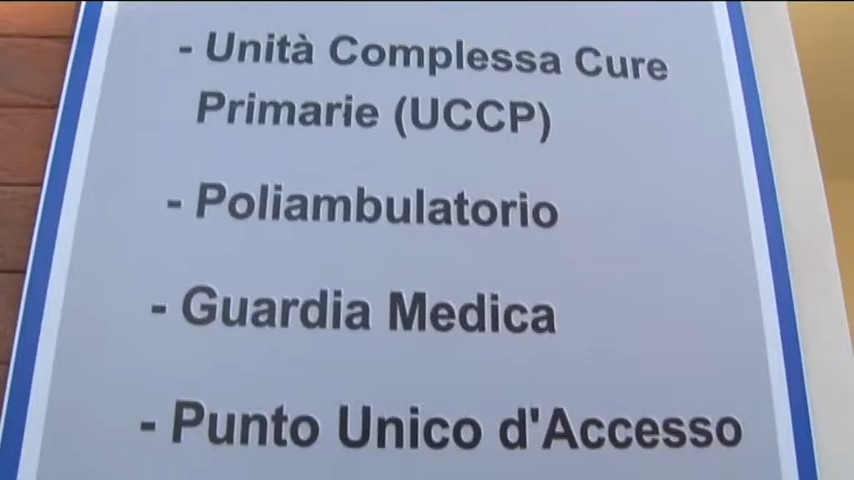 - Unità Complessa Cure
Primarie (UCCP)
- Poliambulatorio
- Guardia Medica
- Punto Unico d'Accesso